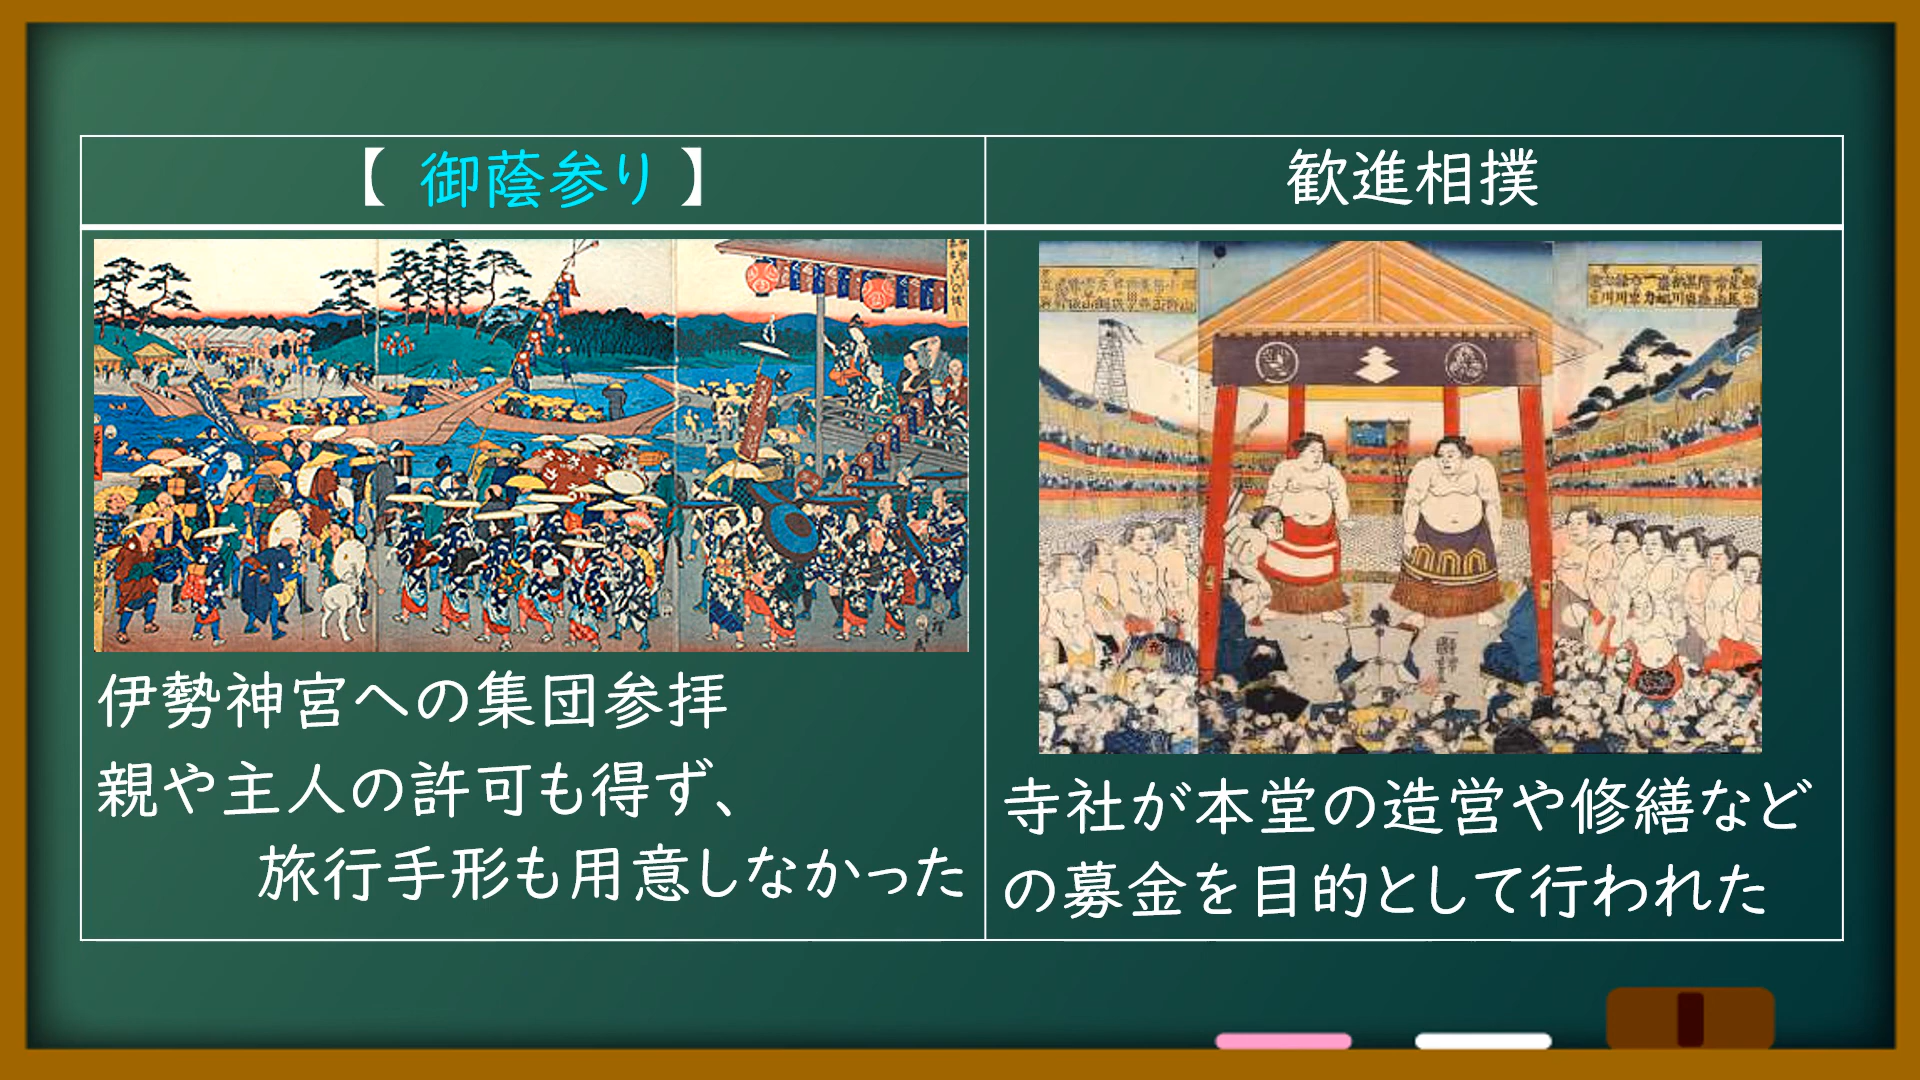 【 御蔭参り 】
歓進相撲
伊勢神宮への集団参拝
親や主人の許可も得ず、
旅行手形も用意しなかった
寺社が本堂の造営や修繕など
の募金を目的として行われた